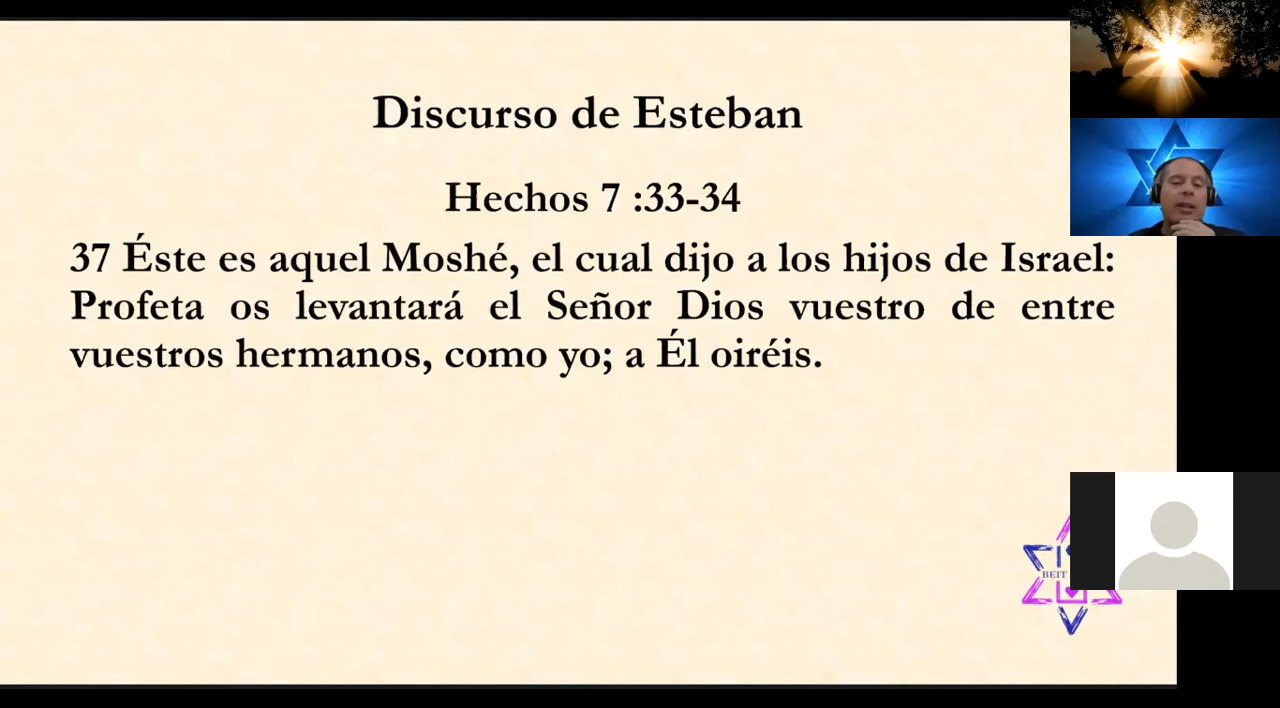 Discurso de Esteban
Hechos 7 :33-34
37 Éste es aquel Moshé, el cual dijo a los hijos de Israel:
Profeta os levantará el Señor Dios vuestro de entre
vuestros hermanos, como yo; a Él oiréis.
BEIT